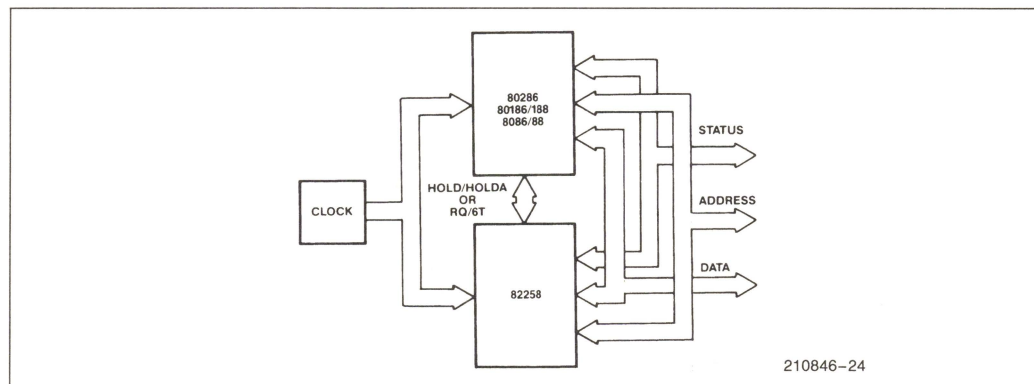 80286
80186/188
8086/88
STATUS
HOLD/HOLDA
OR
RQ/6T
CLOCK
ADDRESS
DATA
82258
210846-24